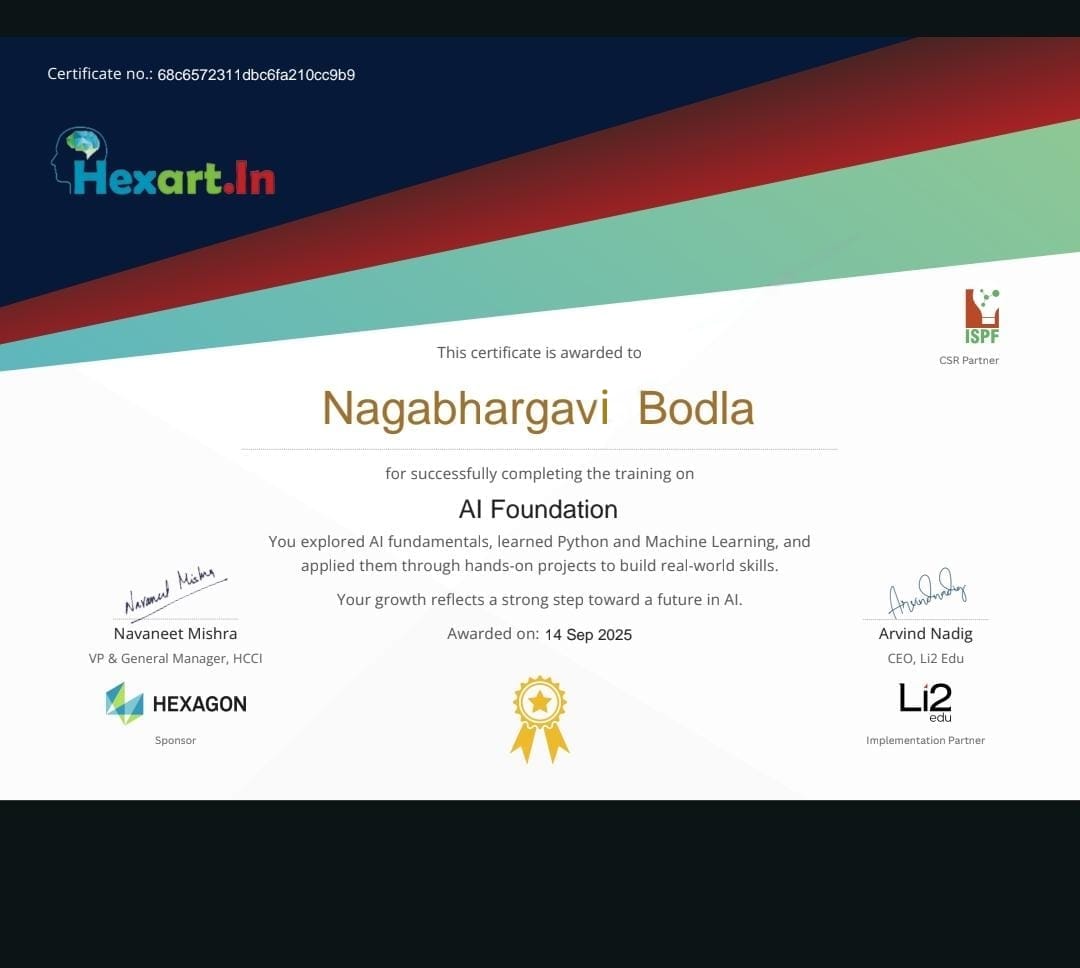 Certificate no.: 68c6572311dbc6fa210cc9b9
Hexart.In
ISPF
CSR Partner
This certificate is awarded to
Nagabhargavi Bodla
for successfully completing the training on
AI Foundation
You explored AI fundamentals, learned Python and Machine Learning, and
applied them through hands-on projects to build real-world skills.
Your growth reflects a strong step toward a future in AI.
Awarded on: 14 Sep 2025
Navaneet Mishra
Navaneet Mishra
VP & General Manager, HCCI
HEXAGON
Sponsor
Arvindnadig
Arvind Nadig
CEO, Li2 Edu
Li2
edu
Implementation Partner